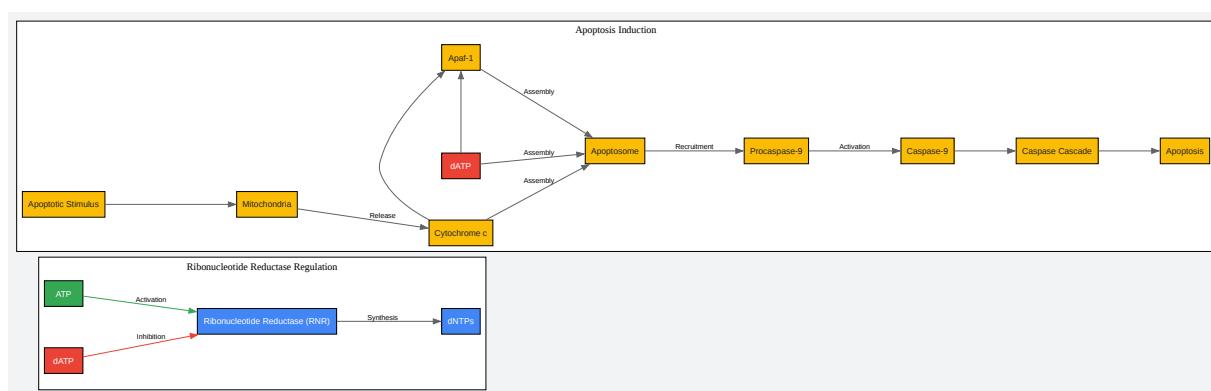 Apoptosis Induction
Apaf-1
Assembly
dATP
Assembly
Apoptosome
Recruitment
Procaspase-9
Activation
Caspase-9
Caspase Cascade
Apoptosis
Assembly
Apoptotic Stimulus
Mitochondria
Release
Cytochrome c
Ribonucleotide Reductase Regulation
ATP
Activation
Ribonucleotide Reductase (RNR)
Synthesis
dNTPs
Inhibition
dATP